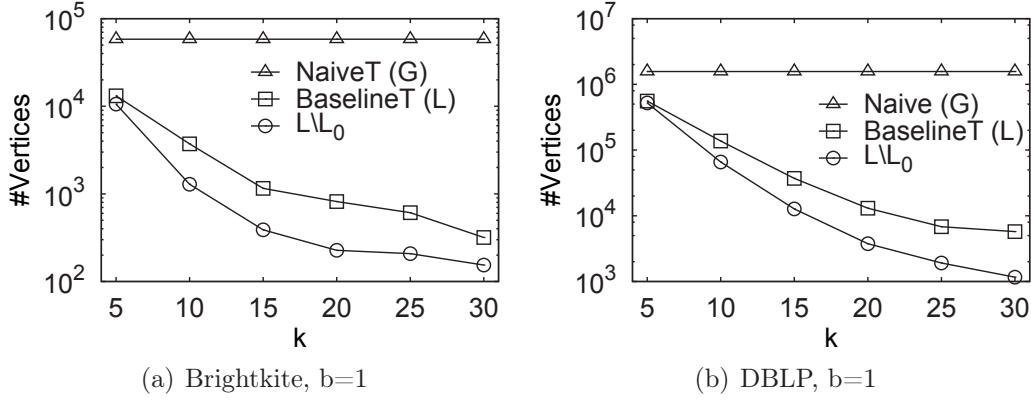 #Vertices
10^5
10^4
10^3
10^2
NaiveT (G)
BaselineT (L)
L\L_0
5 10 15 20 25 30
k
(a) Brightkite, b=1
#Vertices
10^7
10^6
10^5
10^4
10^3
Naive (G)
BaselineT (L)
L\L_0
5 10 15 20 25 30
k
(b) DBLP, b=1